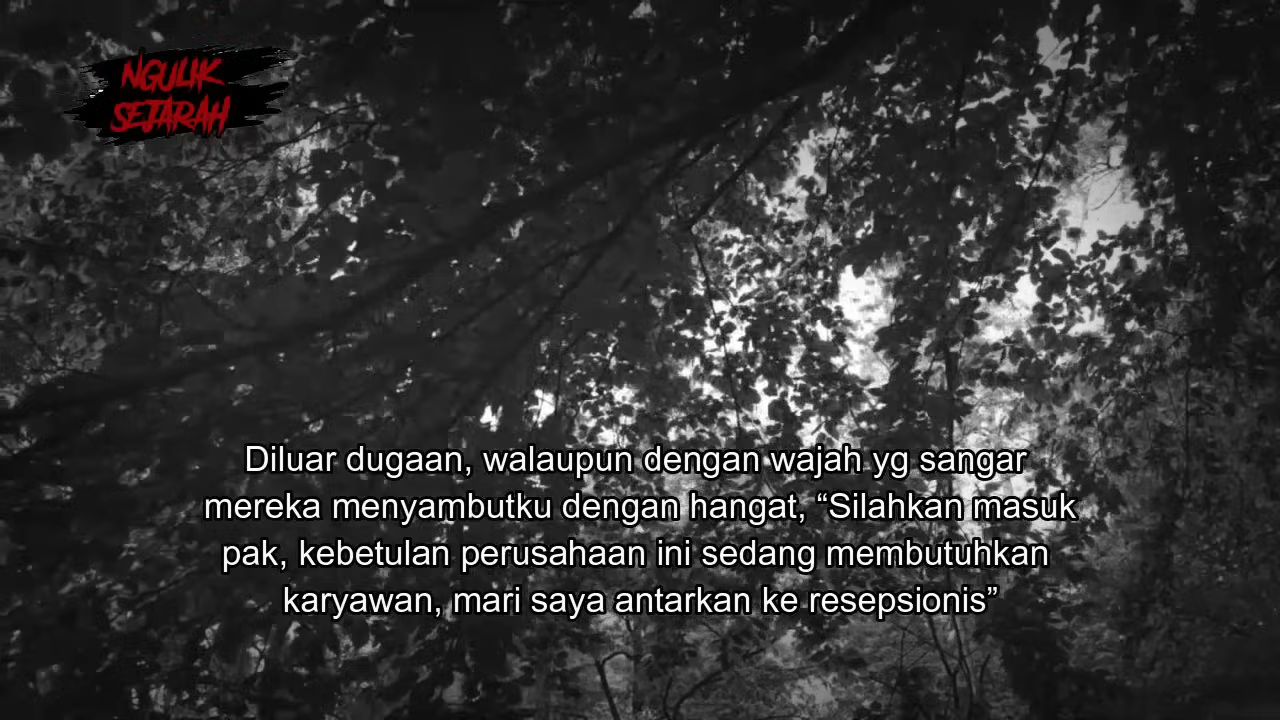 NGULIK
SEJARAH
Diluar dugaan, walaupun dengan wajah yg sangar
mereka menyambutku dengan hangat, “Silahkan masuk
pak, kebetulan perusahaan ini sedang membutuhkan
karyawan, mari saya antarkan ke resepsionis”